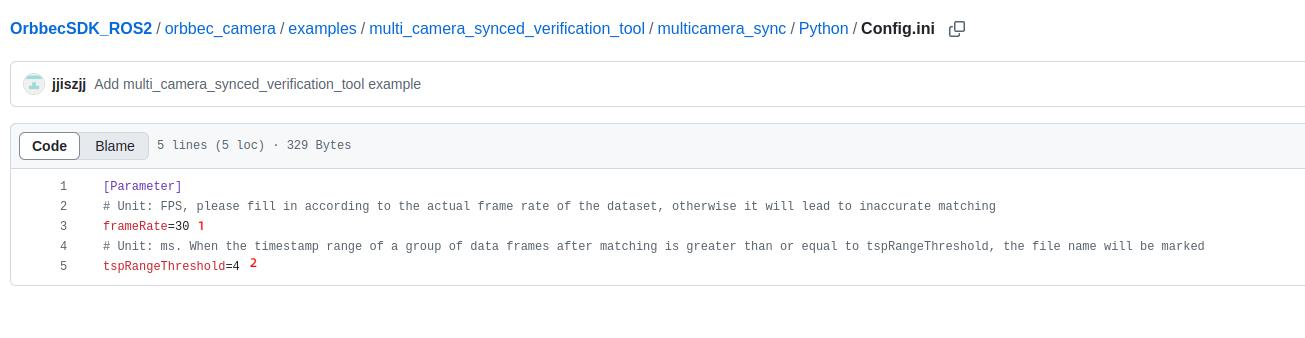 OrbbecSDK_ROS2 / orbbec_camera / examples / multi_camera_synced_verification_tool / multicamera_sync / Python / Config.ini
jjiszjj Add multi_camera_synced_verification_tool example
Code Blame 5 lines (5 loc) · 329 Bytes
1 [Parameter]
2 # Unit: FPS, please fill in according to the actual frame rate of the dataset, otherwise it will lead to inaccurate matching
3 frameRate=30 1
4 # Unit: ms. When the timestamp range of a group of data frames after matching is greater than or equal to tspRangeThreshold, the file name will be marked
5 tspRangeThreshold=4 2